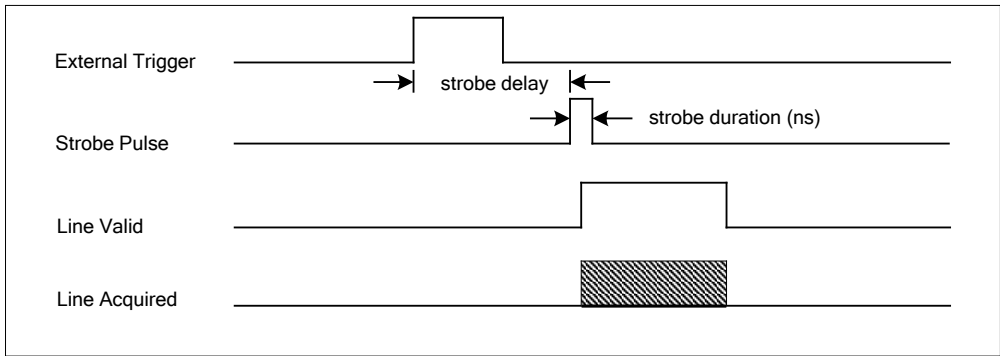 External Trigger
strobe delay
strobe duration (ns)
Strobe Pulse
Line Valid
Line Acquired